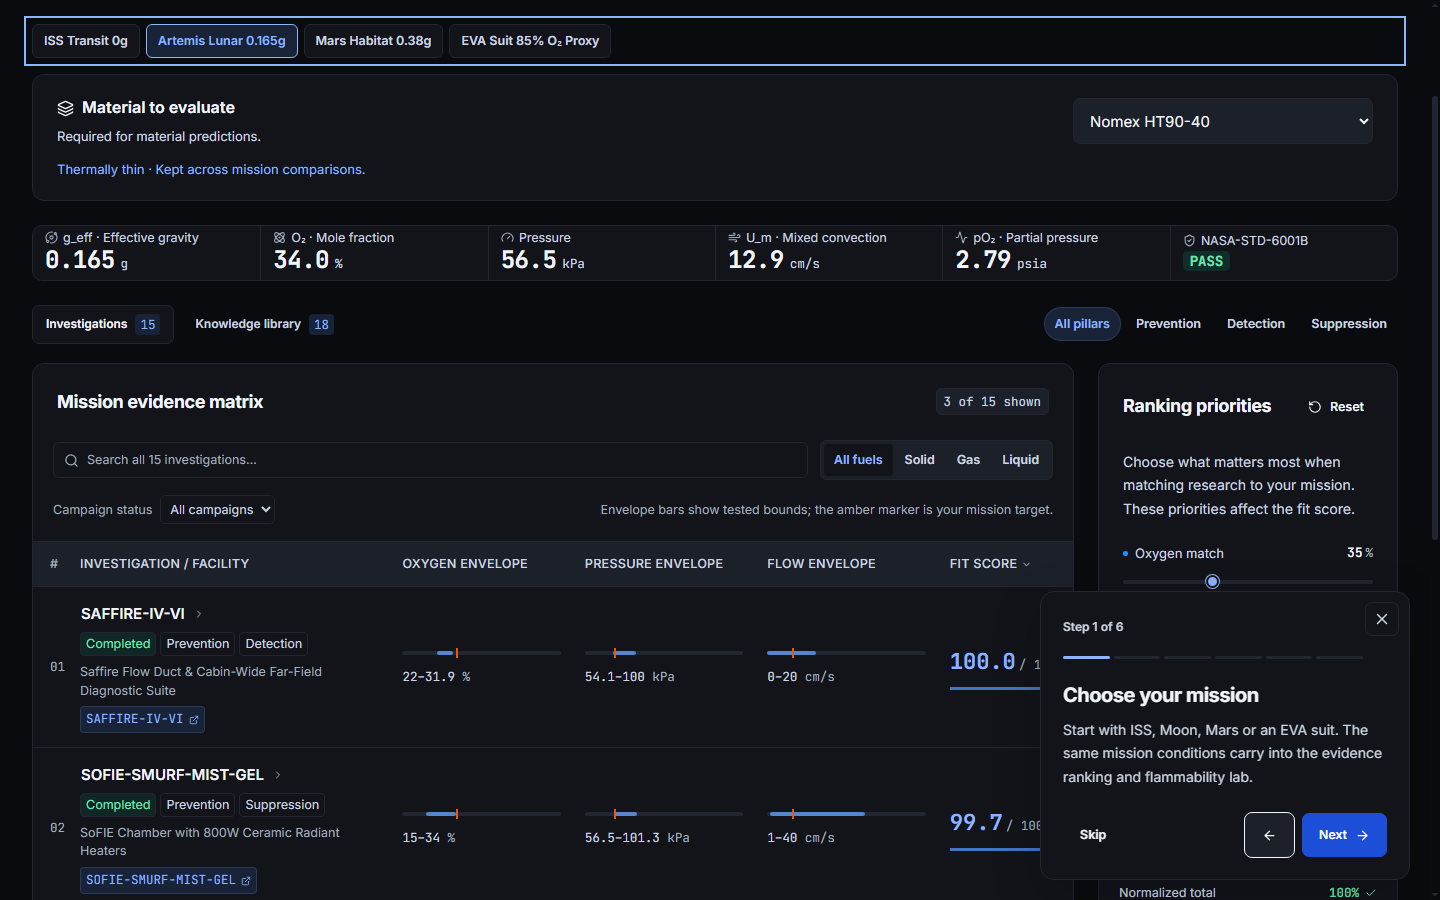 ISS Transit 0g
Artemis Lunar 0.165g
Mars Habitat 0.38g
EVA Suit 85% O₂ Proxy
Material to evaluate
Required for material predictions.
Thermally thin · Kept across mission comparisons.
Nomex HT90-40
g_eff · Effective gravity
0.165 g
O₂ · Mole fraction
34.0 %
Pressure
56.5 kPa
U_m · Mixed convection
12.9 cm/s
pO₂ · Partial pressure
2.79 psia
NASA-STD-6001B
PASS
Investigations 15
Knowledge library 18
All pillars
Prevention
Detection
Suppression
Mission evidence matrix
3 of 15 shown
Search all 15 investigations...
All fuels
Solid
Gas
Liquid
Campaign status
All campaigns
Envelope bars show tested bounds; the amber marker is your mission target.
# INVESTIGATION / FACILITY OXYGEN ENVELOPE PRESSURE ENVELOPE FLOW ENVELOPE FIT SCORE
01
SAFFIRE-IV-VI
Completed Prevention Detection
Saffire Flow Duct & Cabin-Wide Far-Field
Diagnostic Suite
SAFFIRE-IV-VI
22–31.9 %
54.1–100 kPa
0–20 cm/s
100.0 / 1
02
SOFIE-SMURF-MIST-GEL
Completed Prevention Suppression
SoFIE Chamber with 800W Ceramic Radiant
Heaters
SOFIE-SMURF-MIST-GEL
15–34 %
56.5–101.3 kPa
1–40 cm/s
99.7 / 100
Ranking priorities
Reset
Choose what matters most when
matching research to your mission.
These priorities affect the fit score.
Oxygen match 35 %
Step 1 of 6
Choose your mission
Start with ISS, Moon, Mars or an EVA suit. The
same mission conditions carry into the evidence
ranking and flammability lab.
Skip
Next
Normalized total 100%